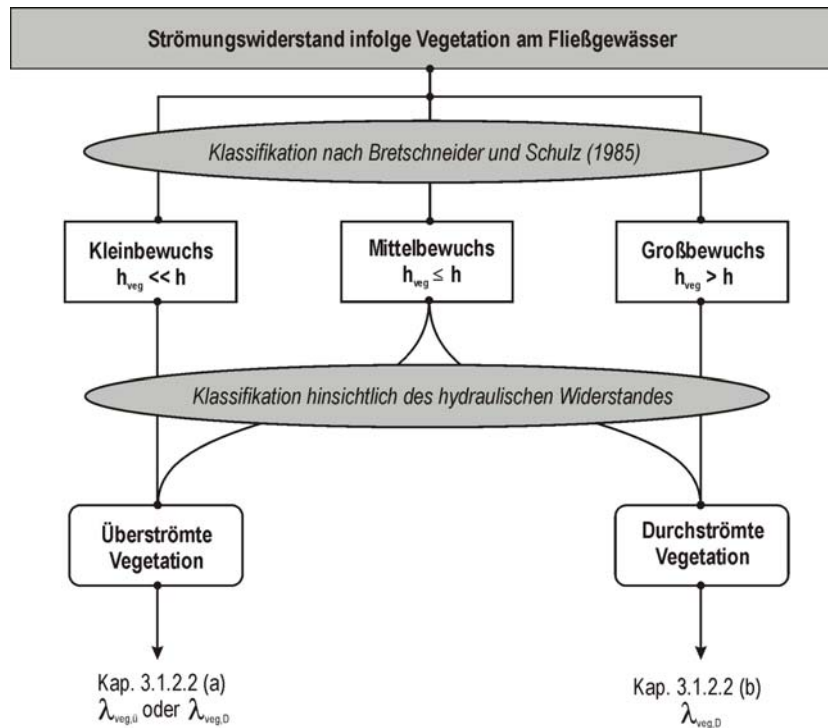 Strömungswiderstand infolge Vegetation am Fließgewässer
Klassifikation nach Bretschneider und Schulz (1985)
Kleinbewuchs
h_veg << h
Mittelbewuchs
h_veg ≤ h
Großbewuchs
h_veg > h
Klassifikation hinsichtlich des hydraulischen Widerstandes
Überströmte
Vegetation
Durchströmte
Vegetation
Kap. 3.1.2.2 (a)
λ_veg,ü oder λ_veg,D
Kap. 3.1.2.2 (b)
λ_veg,D